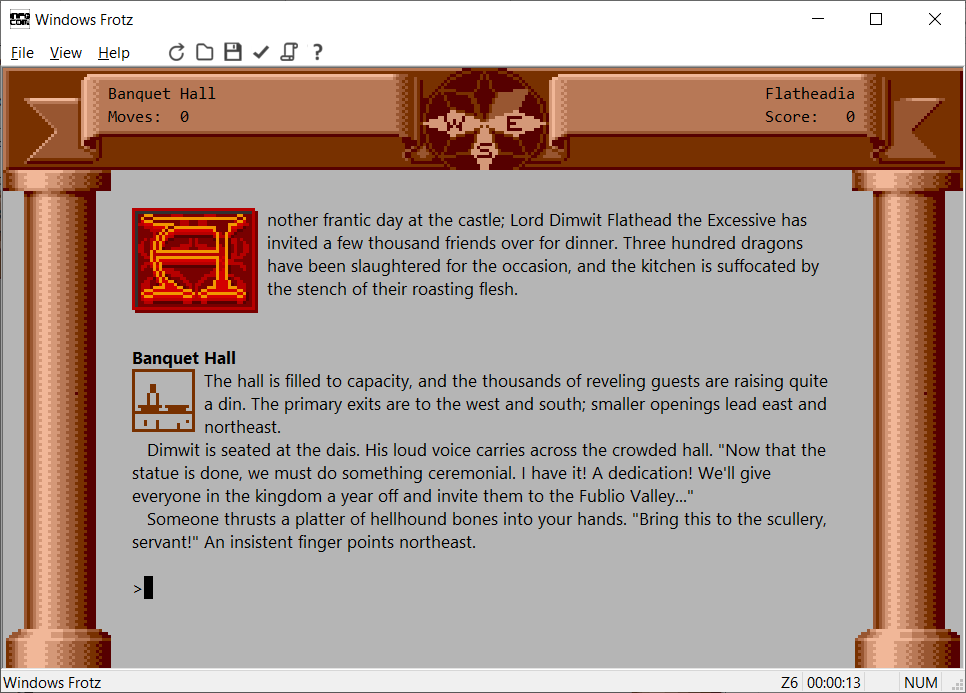 Windows Frotz
File View Help
Banquet Hall
Flatheadia
Moves: 0
Score: 0
W E
S
Another frantic day at the castle; Lord Dimwit Flathead the Excessive has
invited a few thousand friends over for dinner. Three hundred dragons
have been slaughtered for the occasion, and the kitchen is suffocated by
the stench of their roasting flesh.
Banquet Hall
The hall is filled to capacity, and the thousands of reveling guests are raising quite
a din. The primary exits are to the west and south; smaller openings lead east and
northeast.
Dimwit is seated at the dais. His loud voice carries across the crowded hall. "Now that the
statue is done, we must do something ceremonial. I have it! A dedication! We'll give
everyone in the kingdom a year off and invite them to the Fublio Valley..."
Someone thrusts a platter of hellhound bones into your hands. "Bring this to the scullery,
servant!" An insistent finger points northeast.
>
Windows Frotz Z6 00:00:13 NUM